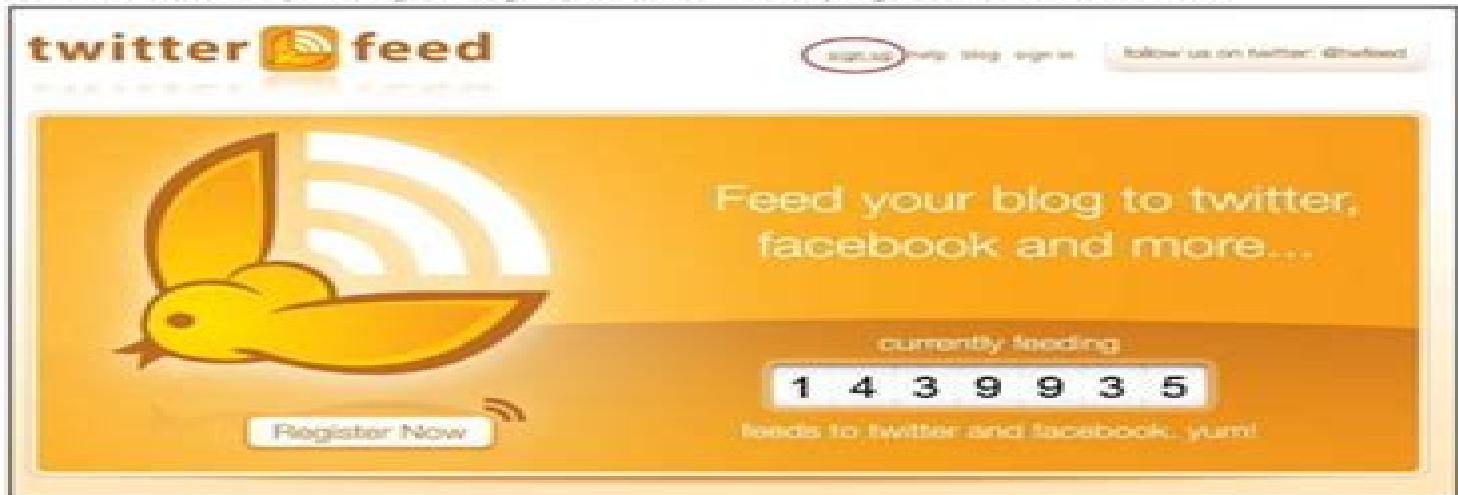 twitter feed
sign up help blog sign in follow us on twitter: @twfeed
Feed your blog to twitter,
facebook and more...
currently feeding
1 4 3 9 9 3 5
Register Now
feeds to twitter and facebook. yum!